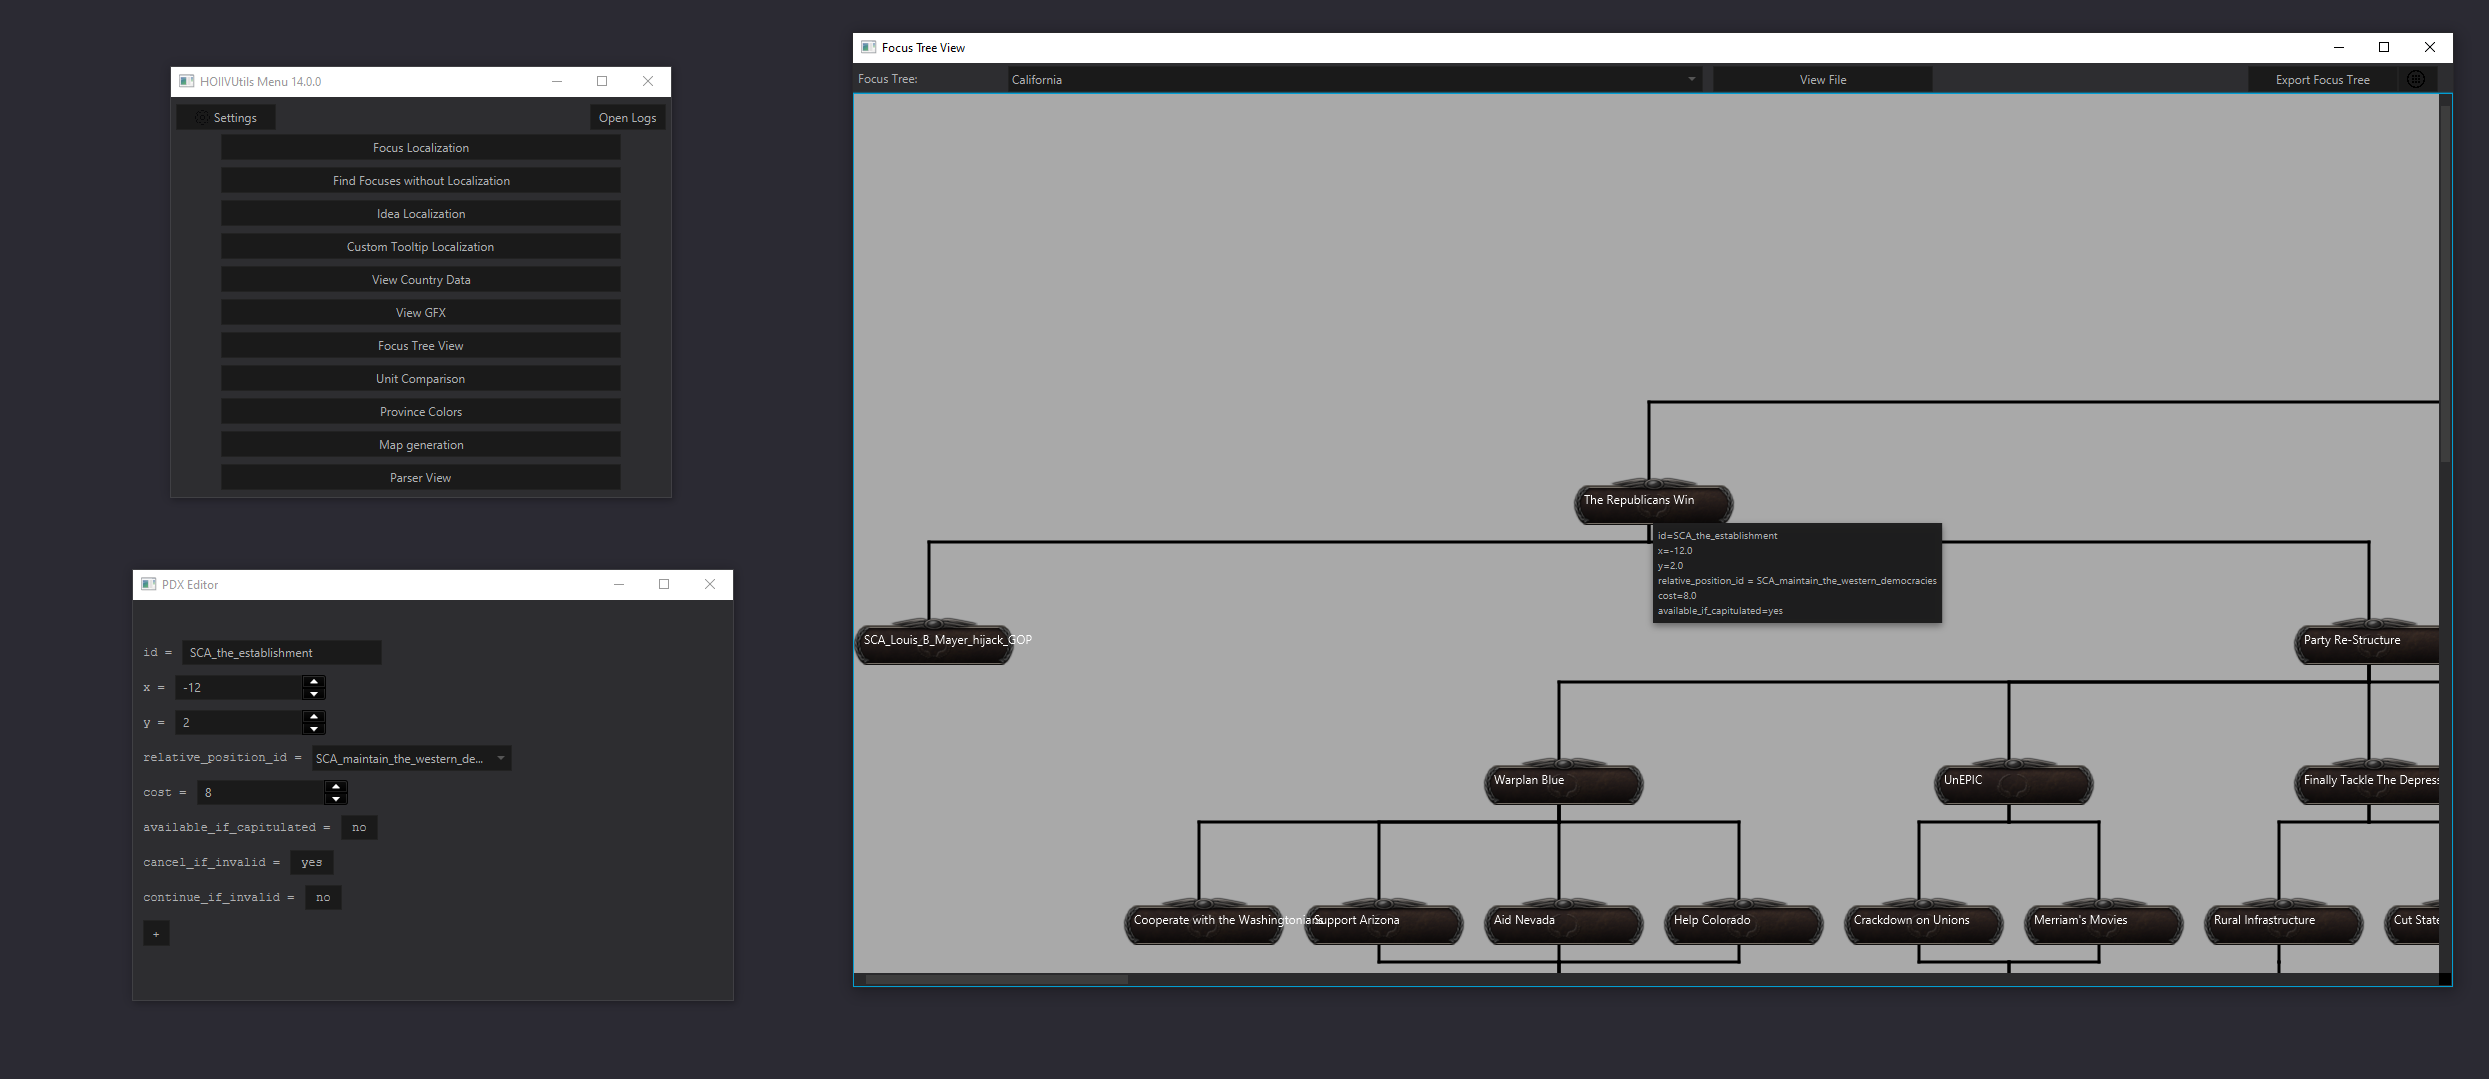 HOIIVUtils Menu 14.0.0
Settings
Open Logs
Focus Localization
Find Focuses without Localization
Idea Localization
Custom Tooltip Localization
View Country Data
View GFX
Focus Tree View
Unit Comparison
Province Colors
Map generation
Parser View
PDX Editor
id = SCA_the_establishment
x = -12
y = 2
relative_position_id = SCA_maintain_the_western_de...
cost = 8
available_if_capitulated = no
cancel_if_invalid = yes
continue_if_invalid = no
+
Focus Tree View
Focus Tree: California View File Export Focus Tree
The Republicans Win
id=SCA_the_establishment
x=-12.0
y=2.0
relative_position_id = SCA_maintain_the_western_democracies
cost=8.0
available_if_capitulated=yes
SCA_Louis_B_Mayer_hijack_GOP
Party Re-Structure
Warplan Blue
UnEPIC
Finally Tackle The Depress
Cooperate with the Washingtonians
Support Arizona
Aid Nevada
Help Colorado
Crackdown on Unions
Merriam's Movies
Rural Infrastructure
Cut State